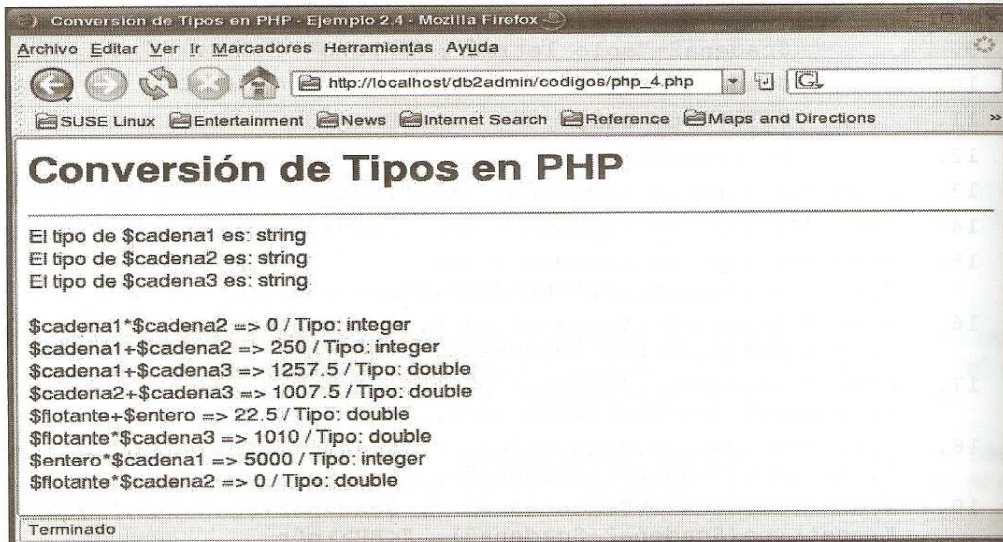 Conversión de Tipos en PHP - Ejemplo 2.4 - Mozilla Firefox
Archivo Editar Ver Ir Marcadores Herramientas Ayuda
http://localhost/db2admin/codigos/php_4.php
SUSE Linux Entertainment News Internet Search Reference Maps and Directions »
Conversión de Tipos en PHP
El tipo de $cadena1 es: string
El tipo de $cadena2 es: string
El tipo de $cadena3 es: string
$cadena1*$cadena2 => 0 / Tipo: integer
$cadena1+$cadena2 => 250 / Tipo: integer
$cadena1+$cadena3 => 1257.5 / Tipo: double
$cadena2+$cadena3 => 1007.5 / Tipo: double
$flotante+$entero => 22.5 / Tipo: double
$flotante*$cadena3 => 1010 / Tipo: double
$entero*$cadena1 => 5000 / Tipo: integer
$flotante*$cadena2 => 0 / Tipo: double
Terminado